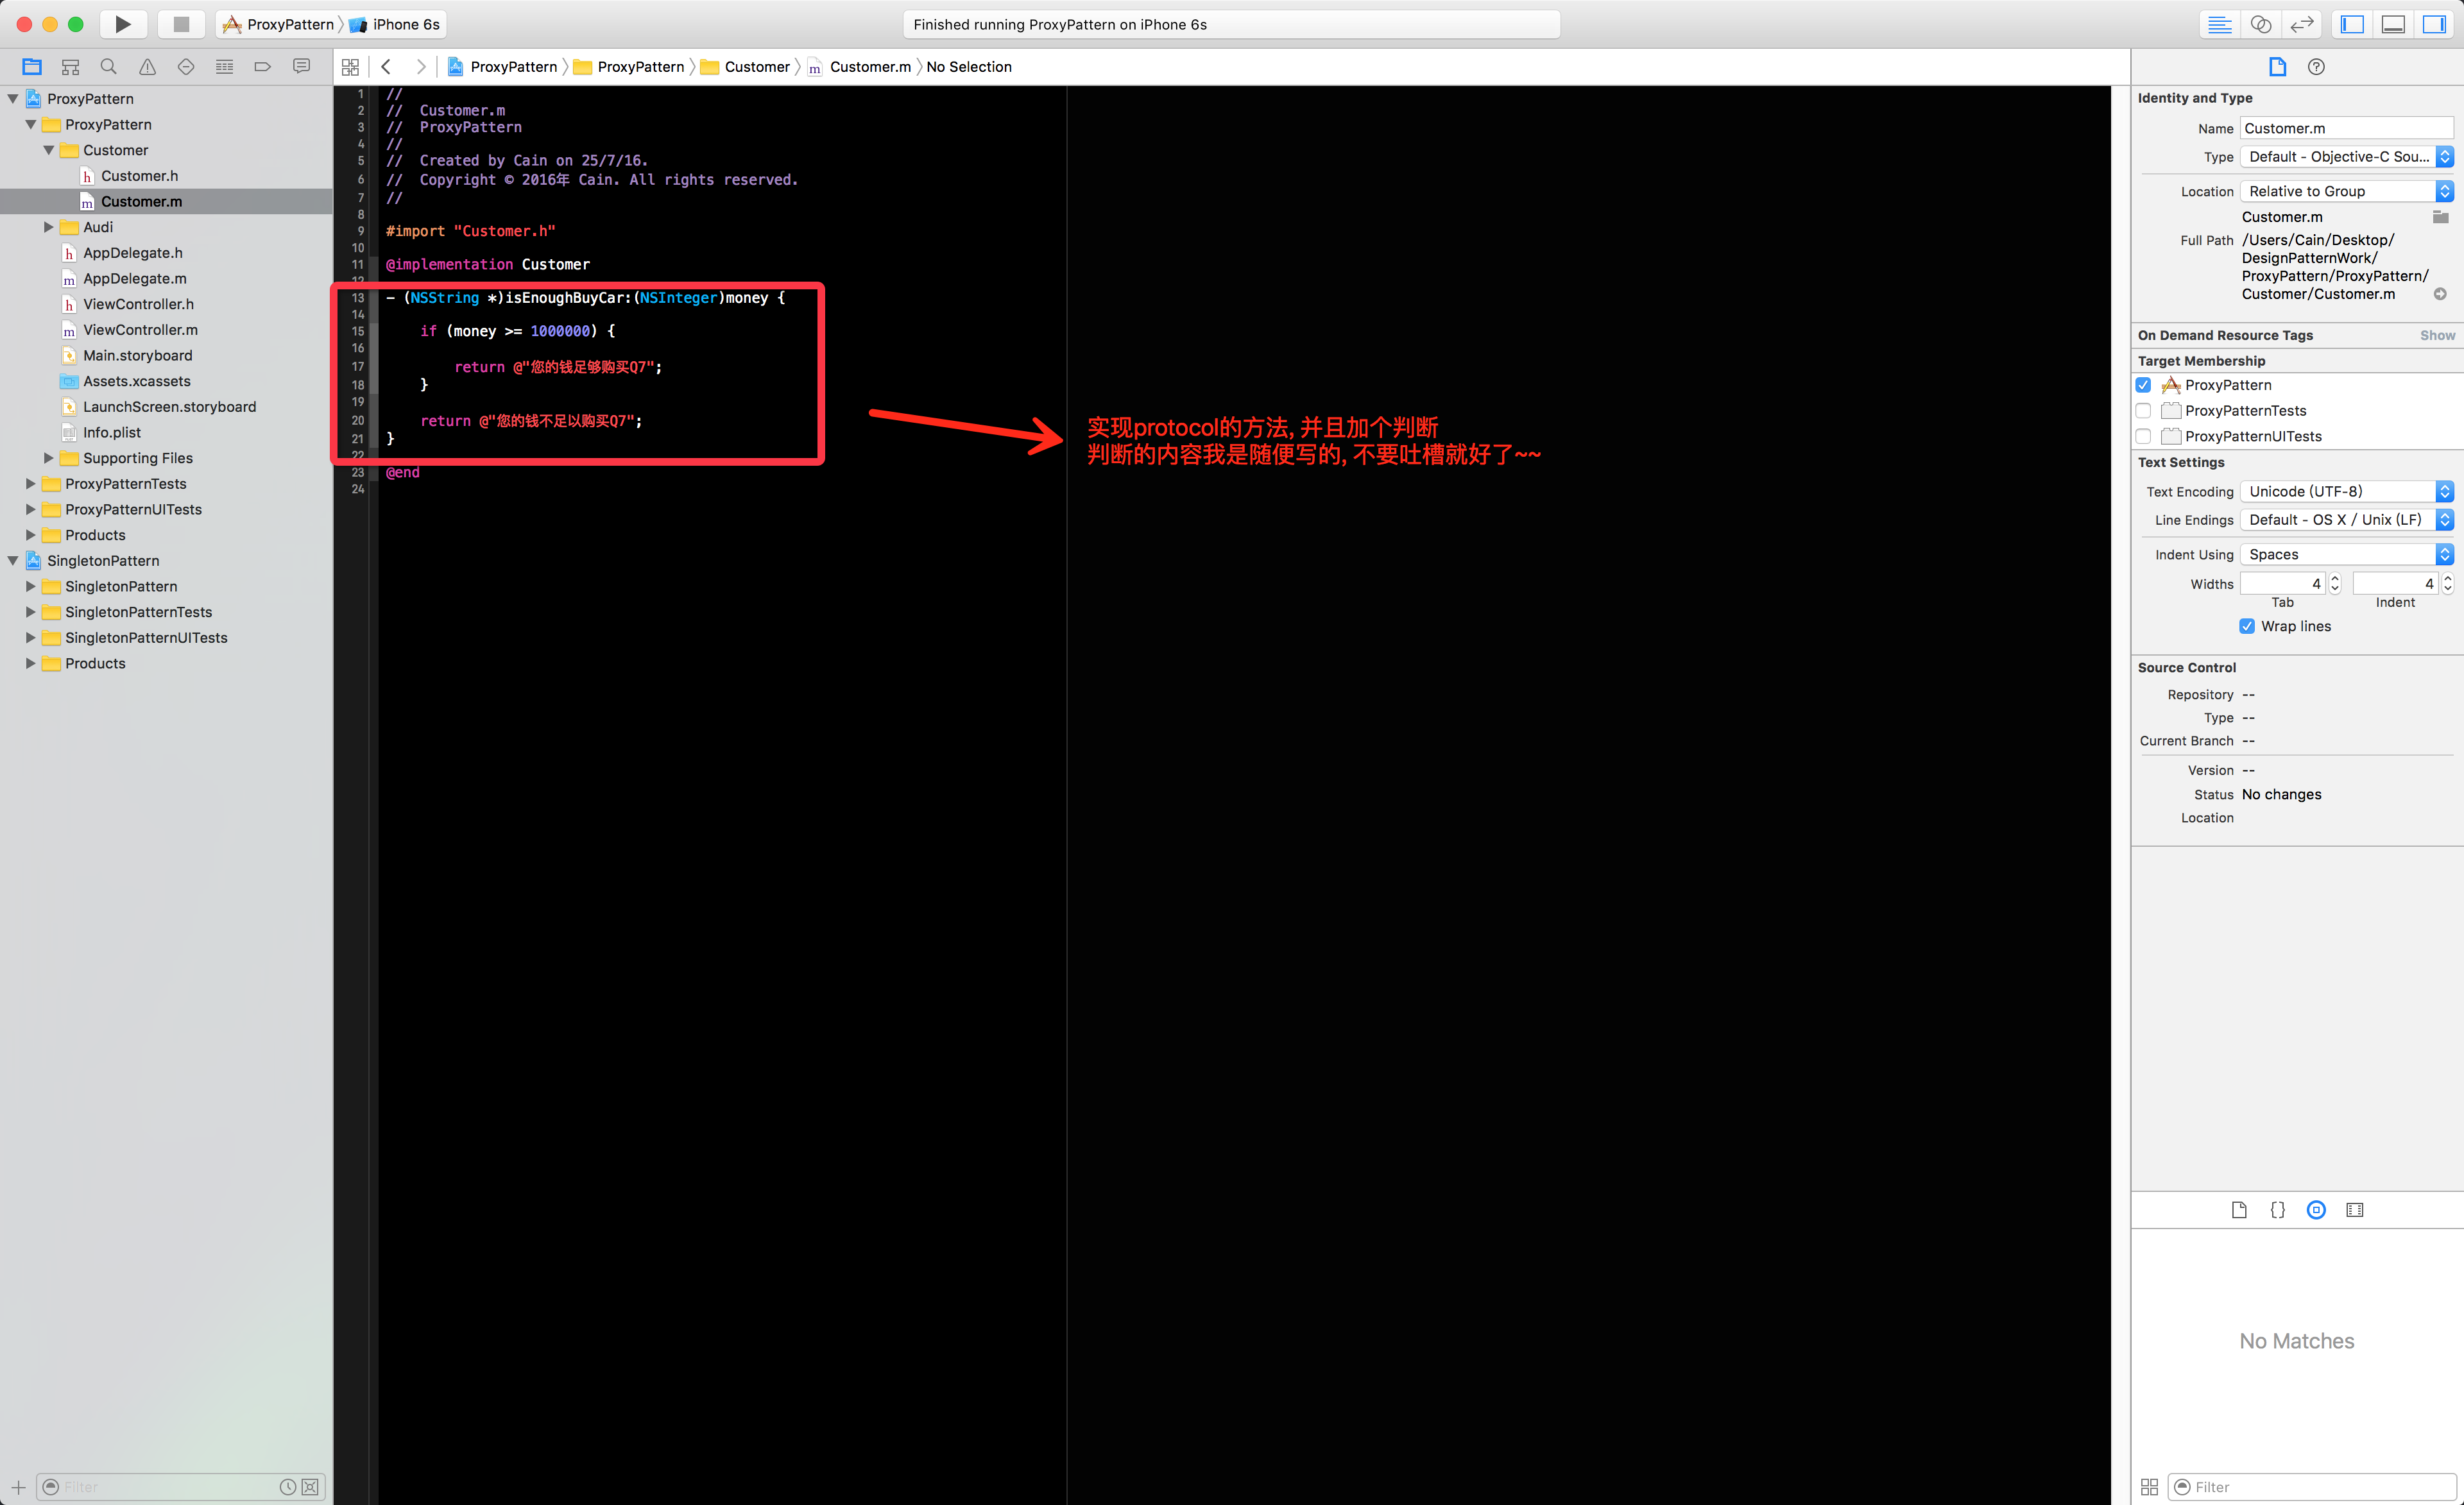 ProxyPattern
iPhone 6s
Finished running ProxyPattern on iPhone 6s
ProxyPattern
ProxyPattern
Customer
Customer.h
Customer.m
Audi
AppDelegate.h
AppDelegate.m
ViewController.h
ViewController.m
Main.storyboard
Assets.xcassets
LaunchScreen.storyboard
Info.plist
Supporting Files
ProxyPatternTests
ProxyPatternUITests
Products
SingletonPattern
SingletonPattern
SingletonPatternTests
SingletonPatternUITests
Products
Filter
ProxyPattern
ProxyPattern
Customer
Customer.m
No Selection
1 //
2 //  Customer.m
3 //  ProxyPattern
4 //
5 //  Created by Cain on 25/7/16.
6 //  Copyright © 2016年 Cain. All rights reserved.
7 //
8
9 #import "Customer.h"
10
11 @implementation Customer
12
13 - (NSString *)isEnoughBuyCar:(NSInteger)money {
14
15     if (money >= 1000000) {
16
17         return @"您的钱足够购买Q7";
18     }
19
20     return @"您的钱不足以购买Q7";
21 }
22
23 @end
24
实现protocol的方法, 并且加个判断
判断的内容我是随便写的, 不要吐槽就好了~~
Identity and Type
Name Customer.m
Type Default - Objective-C Sou...
Location Relative to Group
Customer.m
Full Path /Users/Cain/Desktop/
DesignPatternWork/
ProxyPattern/ProxyPattern/
Customer/Customer.m
On Demand Resource Tags Show
Target Membership
ProxyPattern
ProxyPatternTests
ProxyPatternUITests
Text Settings
Text Encoding Unicode (UTF-8)
Line Endings Default - OS X / Unix (LF)
Indent Using Spaces
Widths 4 4
Tab Indent
Wrap lines
Source Control
Repository --
Type --
Current Branch --
Version --
Status No changes
Location
No Matches
Filter